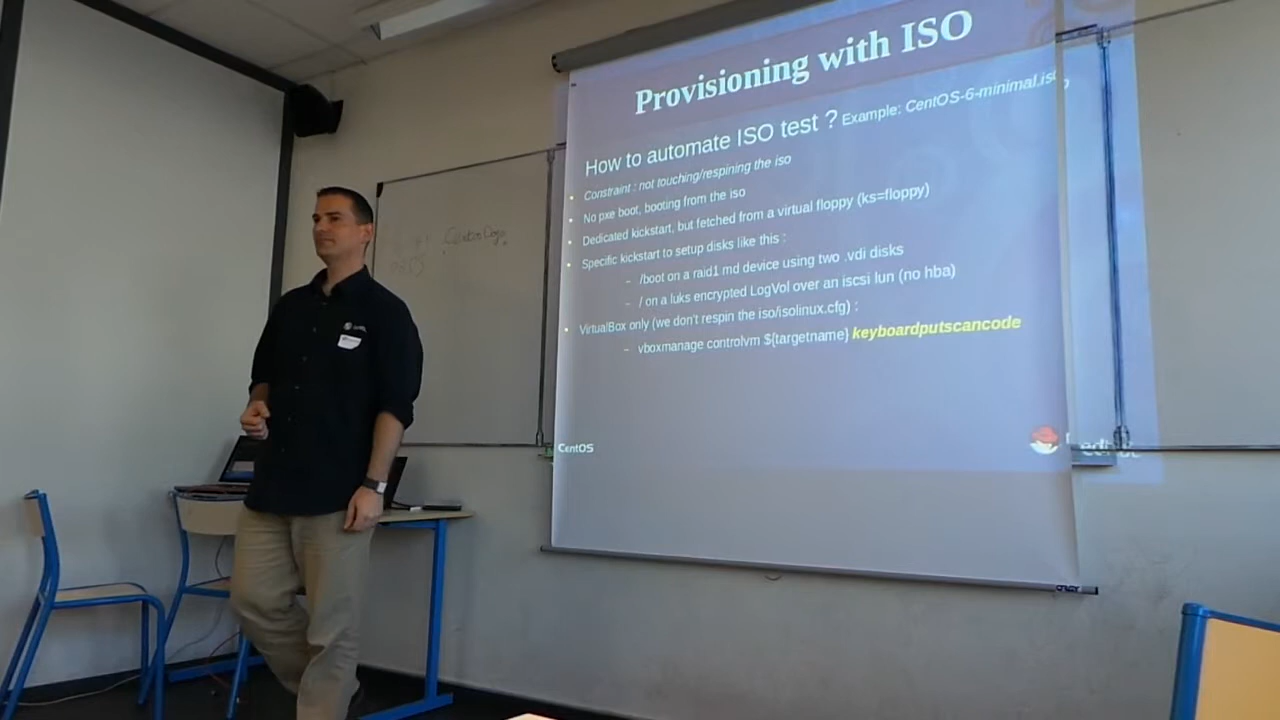 Provisioning with ISO
How to automate ISO test ? Example: CentOS-6-minimal.iso
Constraint : not touching/respining the iso
No pxe boot, booting from the iso
Dedicated kickstart, but fetched from a virtual floppy (ks=floppy)
Specific kickstart to setup disks like this :
- /boot on a raid1 md device using two .vdi disks
- / on a luks encrypted LogVol over an iscsi lun (no hba)
VirtualBox only (we don't respin the iso/isolinux.cfg) :
- vboxmanage controlvm ${targetname} keyboardputscancode
CentOS